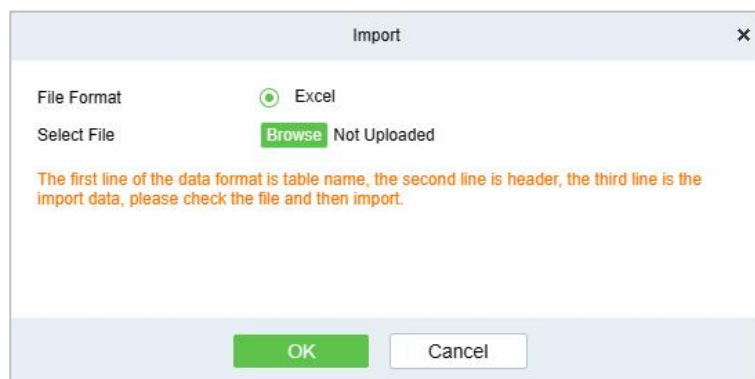 Import
File Format Excel
Select File Browse Not Uploaded
The first line of the data format is table name, the second line is header, the third line is the
import data, please check the file and then import.
OK Cancel